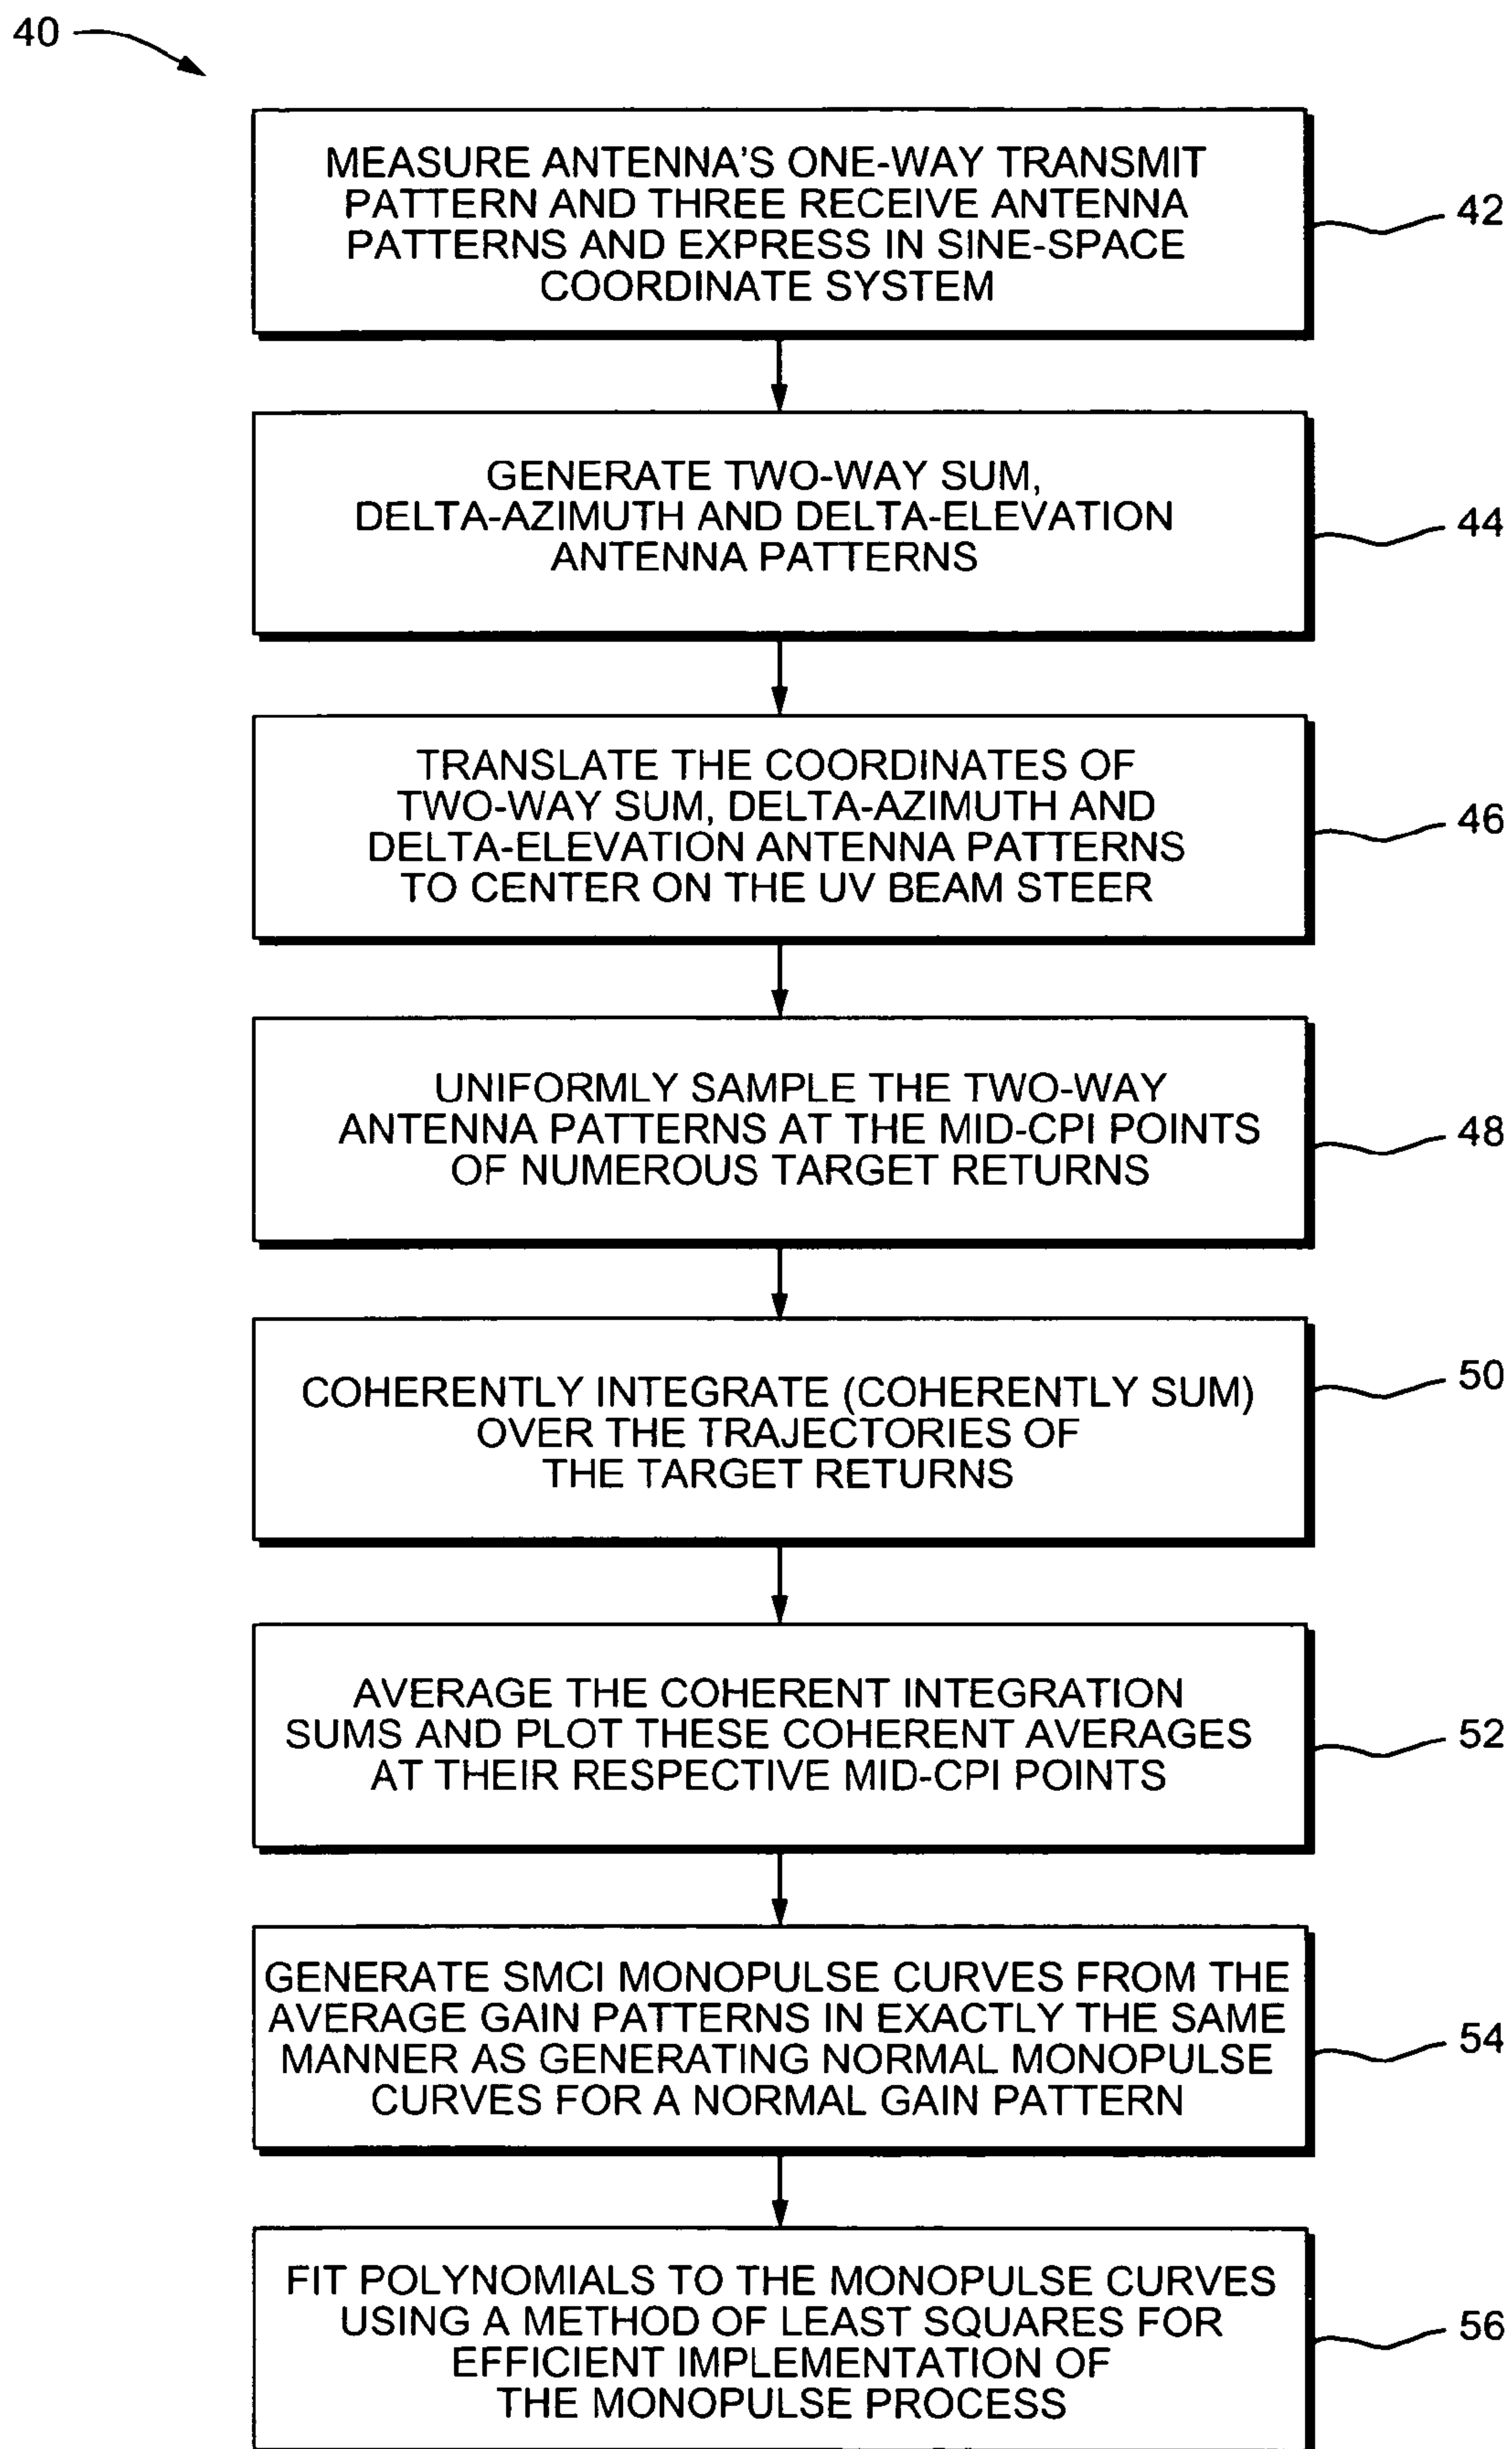 40
MEASURE ANTENNA'S ONE-WAY TRANSMIT
PATTERN AND THREE RECEIVE ANTENNA
PATTERNS AND EXPRESS IN SINE-SPACE
COORDINATE SYSTEM
42
GENERATE TWO-WAY SUM,
DELTA-AZIMUTH AND DELTA-ELEVATION
ANTENNA PATTERNS
44
TRANSLATE THE COORDINATES OF
TWO-WAY SUM, DELTA-AZIMUTH AND
DELTA-ELEVATION ANTENNA PATTERNS
TO CENTER ON THE UV BEAM STEER
46
UNIFORMLY SAMPLE THE TWO-WAY
ANTENNA PATTERNS AT THE MID-CPI POINTS
OF NUMEROUS TARGET RETURNS
48
COHERENTLY INTEGRATE (COHERENTLY SUM)
OVER THE TRAJECTORIES OF
THE TARGET RETURNS
50
AVERAGE THE COHERENT INTEGRATION
SUMS AND PLOT THESE COHERENT AVERAGES
AT THEIR RESPECTIVE MID-CPI POINTS
52
GENERATE SMCI MONOPULSE CURVES FROM THE
AVERAGE GAIN PATTERNS IN EXACTLY THE SAME
MANNER AS GENERATING NORMAL MONOPULSE
CURVES FOR A NORMAL GAIN PATTERN
54
FIT POLYNOMIALS TO THE MONOPULSE CURVES
USING A METHOD OF LEAST SQUARES FOR
EFFICIENT IMPLEMENTATION OF
THE MONOPULSE PROCESS
56